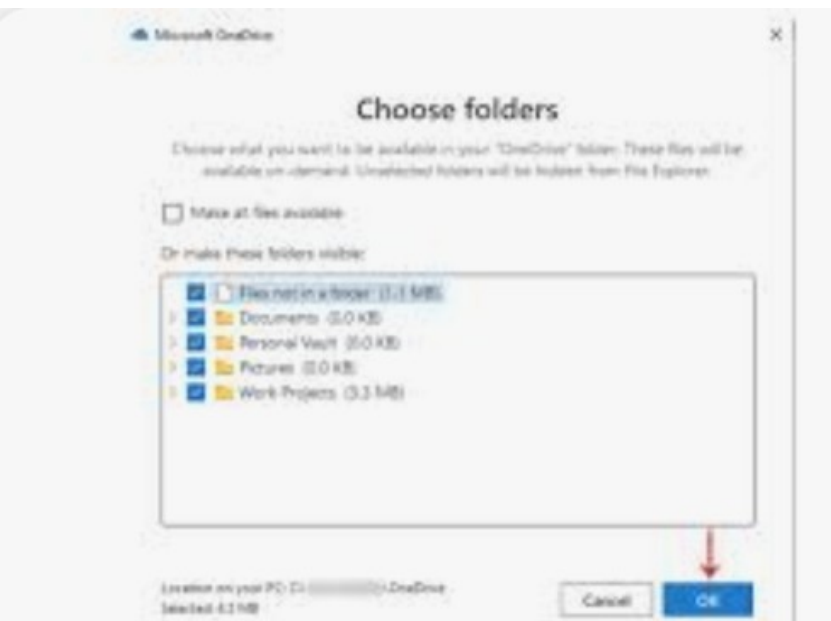 Microsoft OneDrive
Choose folders
Choose what you want to be available in your "OneDrive" folder. These files will be
available on-demand. Unselected folders will be hidden from File Explorer.
Make all files available
Or make these folders visible:
Files not in a folder (1.1 MB)
Documents (0.0 KB)
Personal Vault (0.0 KB)
Pictures (0.0 KB)
Work Projects (3.3 MB)
Location on your PC: C:\ \OneDrive
Selected: 4.3 MB
Cancel
OK